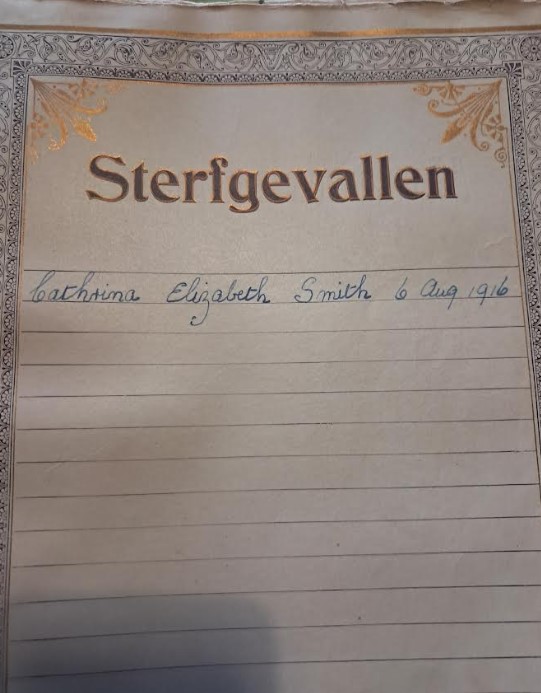 Sterfgevallen
Cathrina Elizabeth Smith 6 Aug 1916